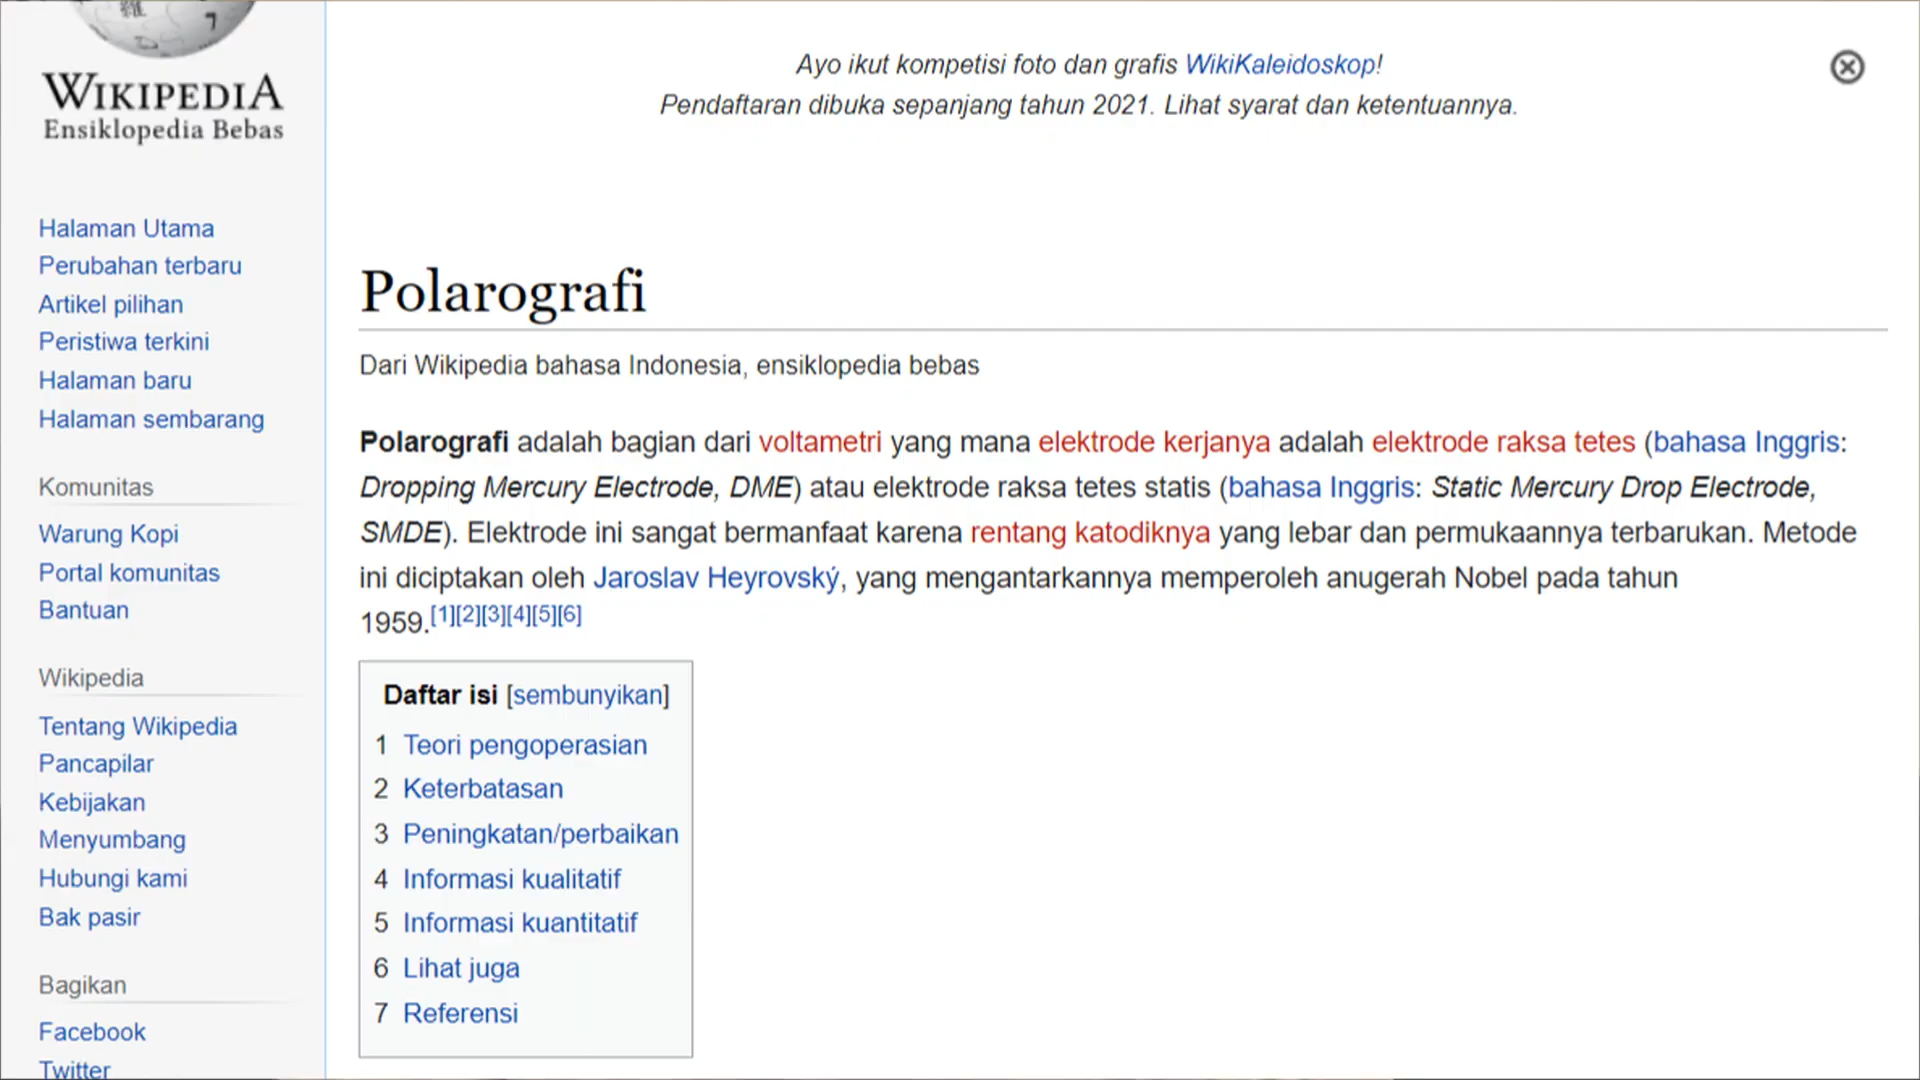 WIKIPEDIA
Ensiklopedia Bebas
Halaman Utama
Perubahan terbaru
Artikel pilihan
Peristiwa terkini
Halaman baru
Halaman sembarang
Komunitas
Warung Kopi
Portal komunitas
Bantuan
Wikipedia
Tentang Wikipedia
Pancapilar
Kebijakan
Menyumbang
Hubungi kami
Bak pasir
Bagikan
Facebook
Twitter
Ayo ikut kompetisi foto dan grafis WikiKaleidoskop!
Pendaftaran dibuka sepanjang tahun 2021. Lihat syarat dan ketentuannya.
Polarografi
Dari Wikipedia bahasa Indonesia, ensiklopedia bebas
Polarografi adalah bagian dari voltametri yang mana elektrode kerjanya adalah elektrode raksa tetes (bahasa Inggris:
Dropping Mercury Electrode, DME) atau elektrode raksa tetes statis (bahasa Inggris: Static Mercury Drop Electrode,
SMDE). Elektrode ini sangat bermanfaat karena rentang katodiknya yang lebar dan permukaannya terbarukan. Metode
ini diciptakan oleh Jaroslav Heyrovský, yang mengantarkannya memperoleh anugerah Nobel pada tahun
1959.[1][2][3][4][5][6]
Daftar isi [sembunyikan]
1 Teori pengoperasian
2 Keterbatasan
3 Peningkatan/perbaikan
4 Informasi kualitatif
5 Informasi kuantitatif
6 Lihat juga
7 Referensi